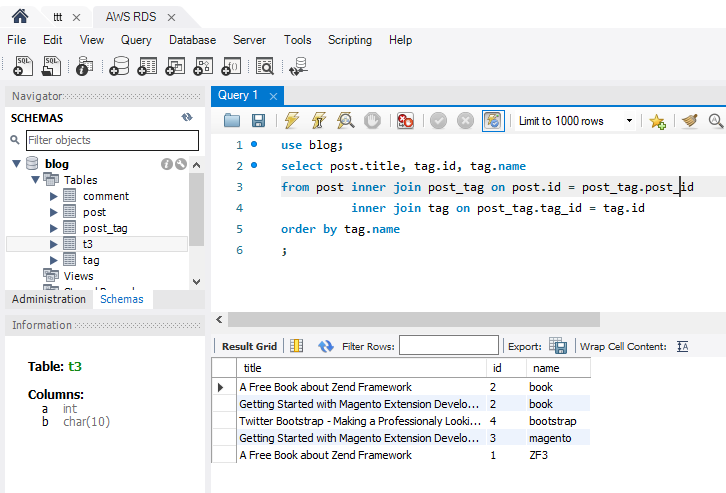 ttt × AWS RDS ×
File Edit View Query Database Server Tools Scripting Help
Navigator
SCHEMAS
Filter objects
blog
Tables
comment
post
post_tag
t3
tag
Views
Administration Schemas
Information
Table: t3
Columns:
a int
b char(10)
Query 1 ×
Limit to 1000 rows
1 use blog;
2 select post.title, tag.id, tag.name
3 from post inner join post_tag on post.id = post_tag.post_id
4 inner join tag on post_tag.tag_id = tag.id
5 order by tag.name
6 ;
Result Grid Filter Rows: Export: Wrap Cell Content:
title id name
A Free Book about Zend Framework 2 book
Getting Started with Magento Extension Develo... 2 book
Twitter Bootstrap - Making a Professionaly Looki... 4 bootstrap
Getting Started with Magento Extension Develo... 3 magento
A Free Book about Zend Framework 1 ZF3